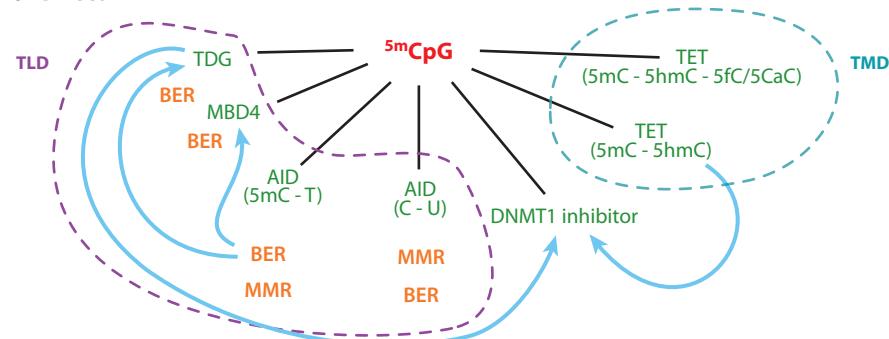 ⁵ᵐCpG
TLD
TDG
BER
MBD4
BER
AID
(5mC - T)
BER
MMR
AID
(C - U)
MMR
BER
DNMT1 inhibitor
TET
(5mC - 5hmC - 5fC/5CaC)
TMD
TET
(5mC - 5hmC)